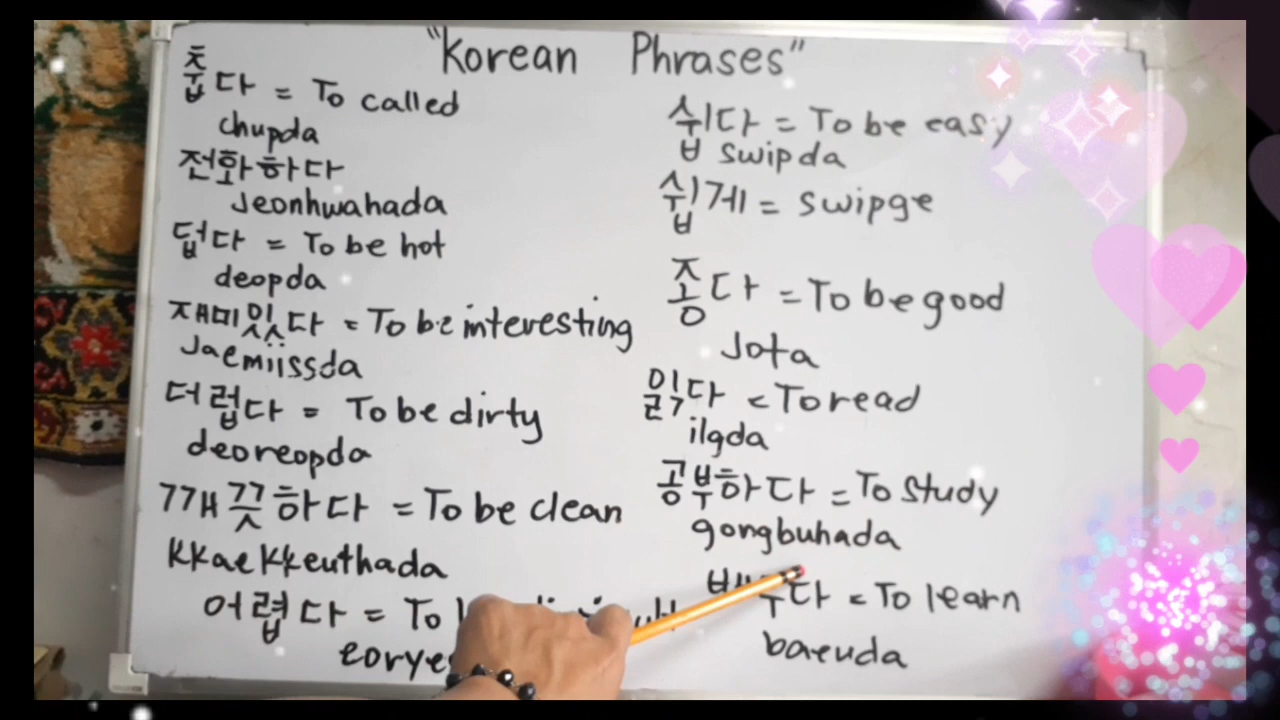 "Korean Phrases"
춥다 = To called
chupda
전화하다
Jeonhwahada
덥다 = To be hot
deopda
재미있다 = To be interesting
Jaemiissda
더럽다 = To be dirty
deoreopda
깨끗하다 = To be clean
kkaekkeuthada
어렵다 = To
쉽다 = To be easy
swipda
쉽게 = swipge
좋다 = To be good
Jota
읽다 = To read
ilgda
공부하다 = To study
gongbuhada
= To learn
baeuda